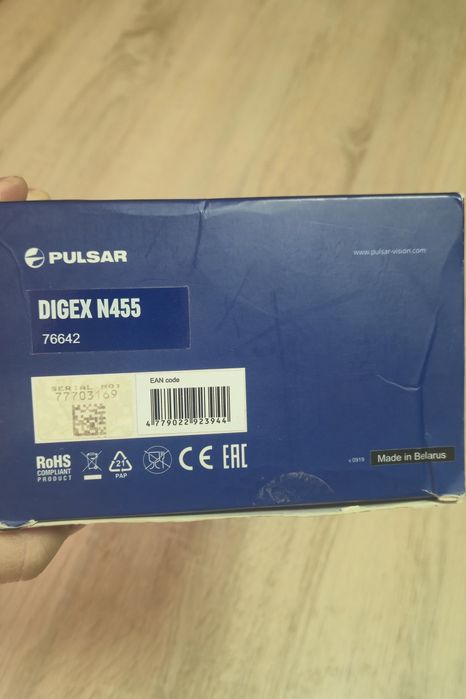 PULSAR
www.pulsar-vision.com
DIGEX N455
76642
SERIAL NO:
77703169
EAN code
4 779022 923944
RoHS
COMPLIANT
PRODUCT
21
PAP
CE
EAC
v.0919
Made in Belarus